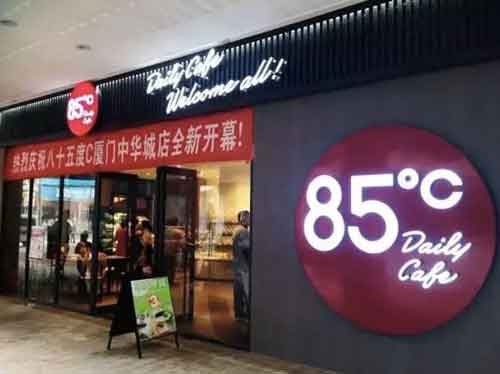 85°C
Daily Cafe
Welcome all!
热烈庆祝八十五度C厦门中华城店全新开幕!
85°C
Daily
Cafe